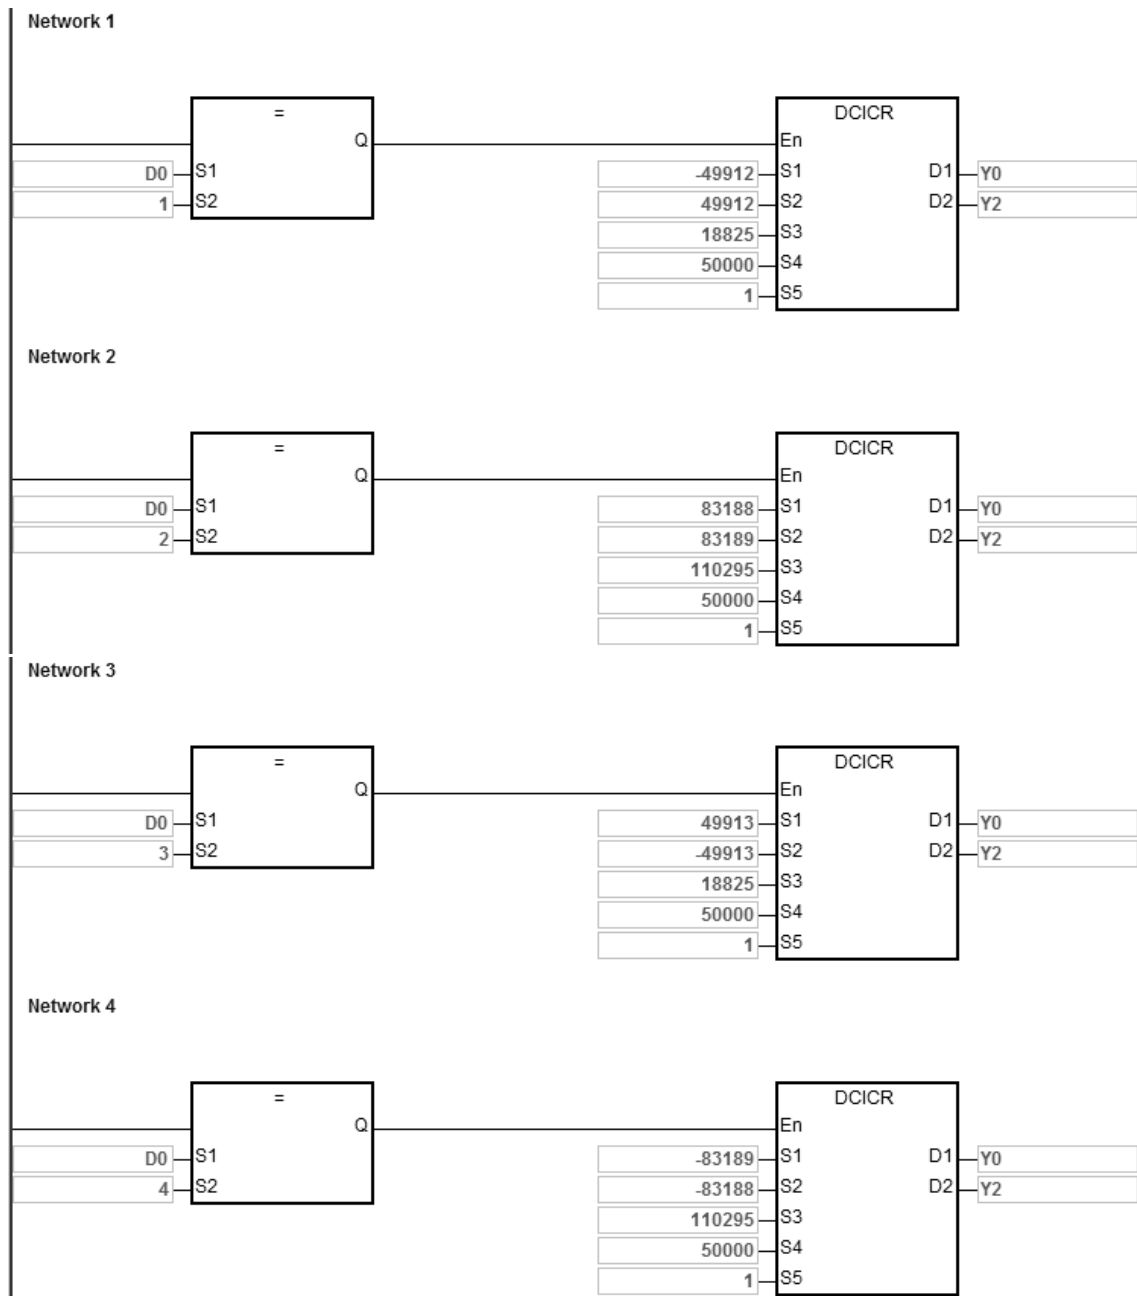 Network 1
= DCICR
Q En
D0 S1 -49912 S1 D1 Y0
1 S2 49912 S2 D2 Y2
18825 S3
50000 S4
1 S5
Network 2
= DCICR
Q En
D0 S1 83188 S1 D1 Y0
2 S2 83189 S2 D2 Y2
110295 S3
50000 S4
1 S5
Network 3
= DCICR
Q En
D0 S1 49913 S1 D1 Y0
3 S2 -49913 S2 D2 Y2
18825 S3
50000 S4
1 S5
Network 4
= DCICR
Q En
D0 S1 -83189 S1 D1 Y0
4 S2 -83188 S2 D2 Y2
110295 S3
50000 S4
1 S5